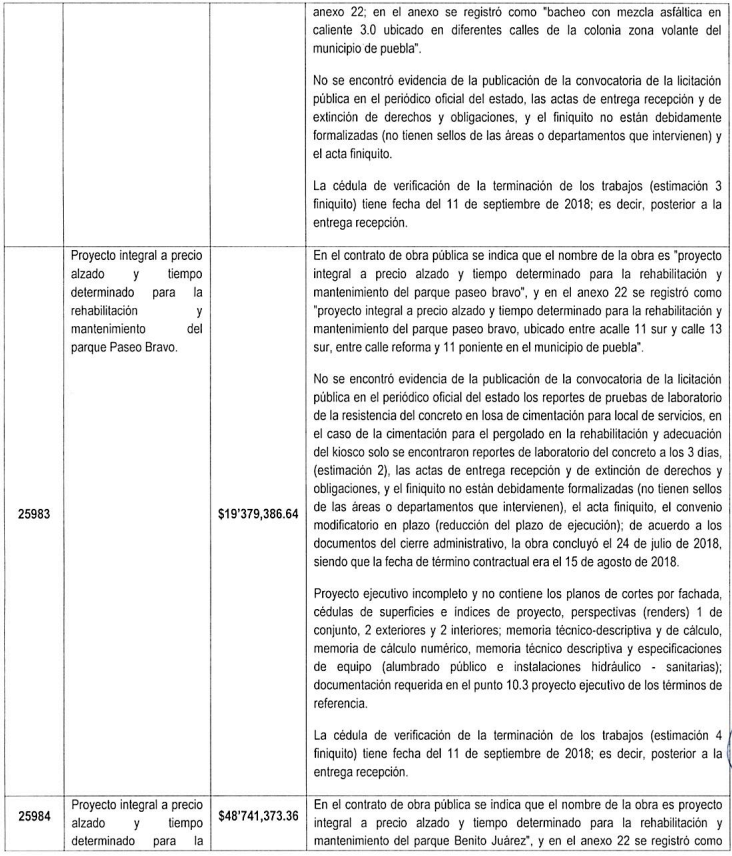 anexo 22; en el anexo se registró como "bacheo con mezcla asfáltica en
caliente 3.0 ubicado en diferentes calles de la colonia zona volante del
municipio de puebla".
No se encontró evidencia de la publicación de la convocatoria de la licitación
pública en el periódico oficial del estado, las actas de entrega recepción y de
extinción de derechos y obligaciones, y el finiquito no están debidamente
formalizadas (no tienen sellos de las áreas o departamentos que intervienen) y
el acta finiquito.
La cédula de verificación de la terminación de los trabajos (estimación 3
finiquito) tiene fecha del 11 de septiembre de 2018; es decir, posterior a la
entrega recepción.
25983
Proyecto integral a precio
alzado y tiempo
determinado para la
rehabilitación y
mantenimiento del
parque Paseo Bravo.
$19'379,386.64
En el contrato de obra pública se indica que el nombre de la obra es "proyecto
integral a precio alzado y tiempo determinado para la rehabilitación y
mantenimiento del parque paseo bravo", y en el anexo 22 se registró como
"proyecto integral a precio alzado y tiempo determinado para la rehabilitación y
mantenimiento del parque paseo bravo, ubicado entre acalle 11 sur y calle 13
sur, entre calle reforma y 11 poniente en el municipio de puebla".
No se encontró evidencia de la publicación de la convocatoria de la licitación
pública en el periódico oficial del estado los reportes de pruebas de laboratorio
de la resistencia del concreto en losa de cimentación para local de servicios, en
el caso de la cimentación para el pergolado en la rehabilitación y adecuación
del kiosco solo se encontraron reportes de laboratorio del concreto a los 3 días,
(estimación 2), las actas de entrega recepción y de extinción de derechos y
obligaciones, y el finiquito no están debidamente formalizadas (no tienen sellos
de las áreas o departamentos que intervienen), el acta finiquito, el convenio
modificatorio en plazo (reducción del plazo de ejecución); de acuerdo a los
documentos del cierre administrativo, la obra concluyó el 24 de julio de 2018,
siendo que la fecha de término contractual era el 15 de agosto de 2018.
Proyecto ejecutivo incompleto y no contiene los planos de cortes por fachada,
cédulas de superficies e índices de proyecto, perspectivas (renders) 1 de
conjunto, 2 exteriores y 2 interiores; memoria técnico-descriptiva y de cálculo,
memoria de cálculo numérico, memoria técnico descriptiva y especificaciones
de equipo (alumbrado público e instalaciones hidráulico - sanitarias);
documentación requerida en el punto 10.3 proyecto ejecutivo de los términos de
referencia.
La cédula de verificación de la terminación de los trabajos (estimación 4
finiquito) tiene fecha del 11 de septiembre de 2018; es decir, posterior a la
entrega recepción.
25984
Proyecto integral a precio
alzado y tiempo
determinado para la
$48'741,373.36
En el contrato de obra pública se indica que el nombre de la obra es proyecto
integral a precio alzado y tiempo determinado para la rehabilitación y
mantenimiento del parque Benito Juárez", y en el anexo 22 se registró como